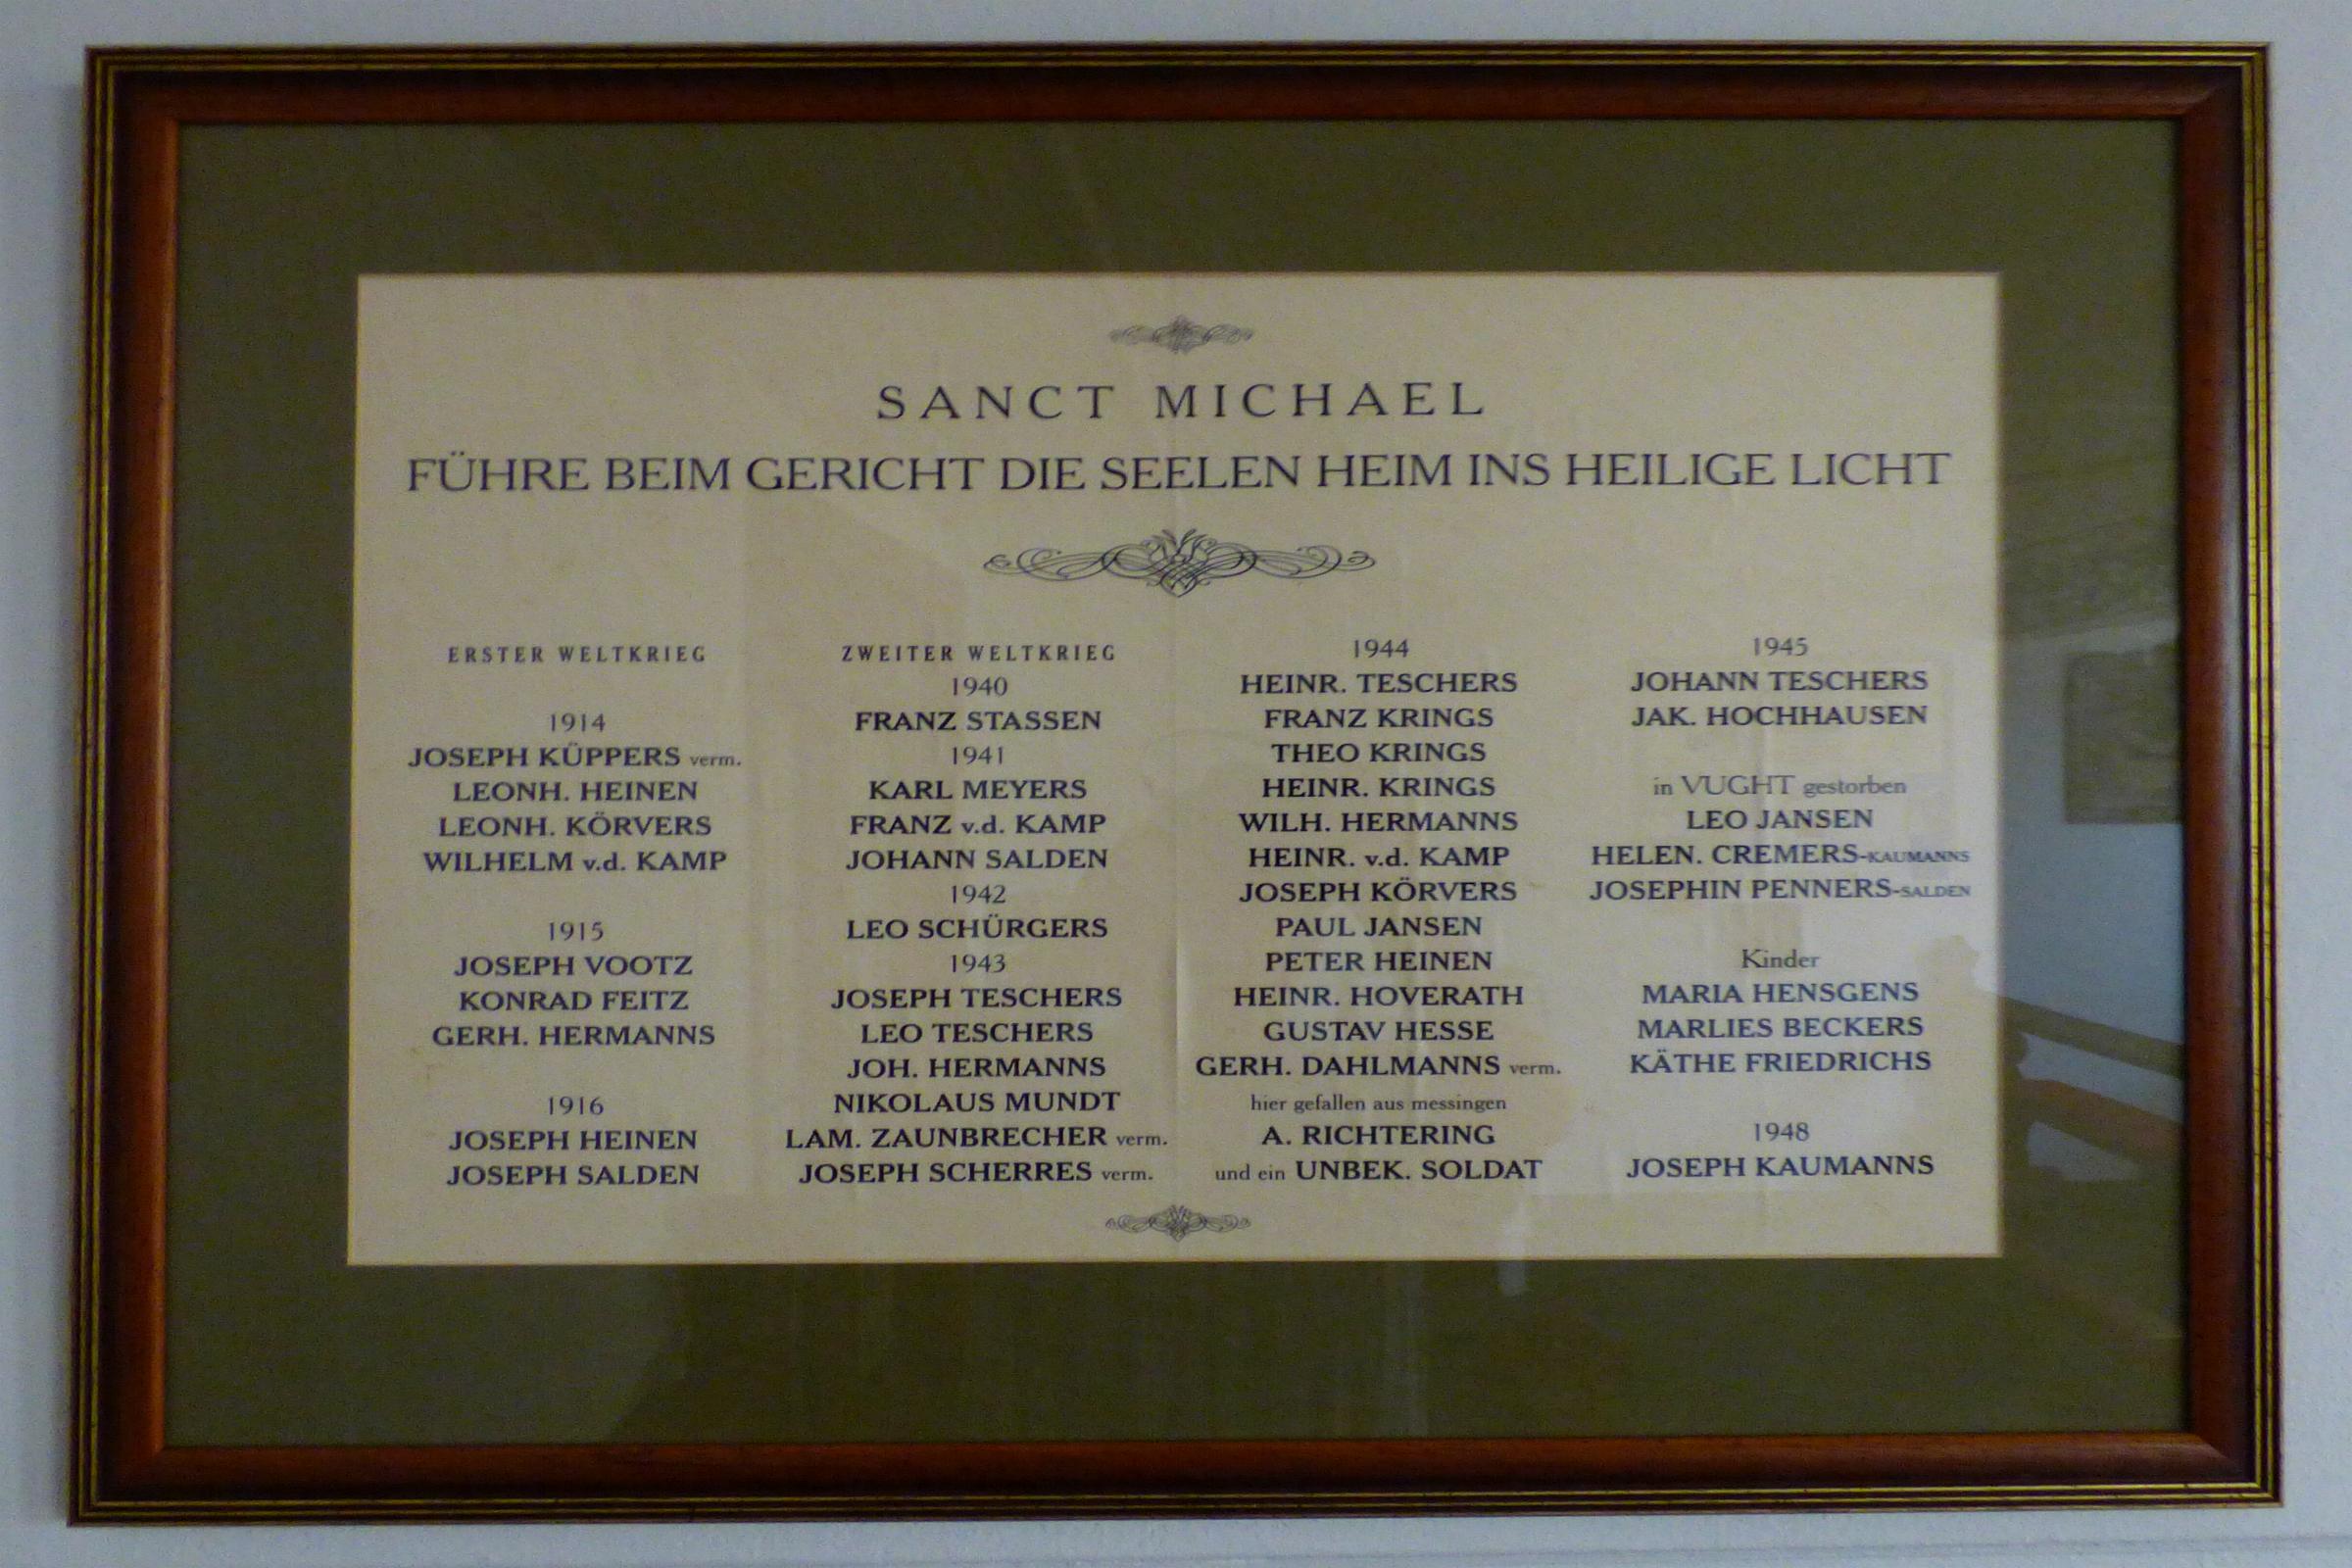 SANCT MICHAEL
FÜHRE BEIM GERICHT DIE SEELEN HEIM INS HEILIGE LICHT
ERSTER WELTKRIEG
1914
JOSEPH KÜPPERS verm.
LEONH. HEINEN
LEONH. KÖRVERS
WILHELM v.d. KAMP
1915
JOSEPH VOOTZ
KONRAD FEITZ
GERH. HERMANNS
1916
JOSEPH HEINEN
JOSEPH SALDEN
ZWEITER WELTKRIEG
1940
FRANZ STASSEN
1941
KARL MEYERS
FRANZ v.d. KAMP
JOHANN SALDEN
1942
LEO SCHÜRGERS
1943
JOSEPH TESCHERS
LEO TESCHERS
JOH. HERMANNS
NIKOLAUS MUNDT
LAM. ZAUNBRECHER verm.
JOSEPH SCHERRES verm.
1944
HEINR. TESCHERS
FRANZ KRINGS
THEO KRINGS
HEINR. KRINGS
WILH. HERMANNS
HEINR. v.d. KAMP
JOSEPH KÖRVERS
PAUL JANSEN
PETER HEINEN
HEINR. HOVERATH
GUSTAV HESSE
GERH. DAHLMANNS verm.
hier gefallen aus messingen
A. RICHTERING
und ein UNBEK. SOLDAT
1945
JOHANN TESCHERS
JAK. HOCHHAUSEN
in VUGHT gestorben
LEO JANSEN
HELEN. CREMERS-KAUMANNS
JOSEPHIN PENNERS-SALDEN
Kinder
MARIA HENSGENS
MARLIES BECKERS
KÄTHE FRIEDRICHS
1948
JOSEPH KAUMANNS